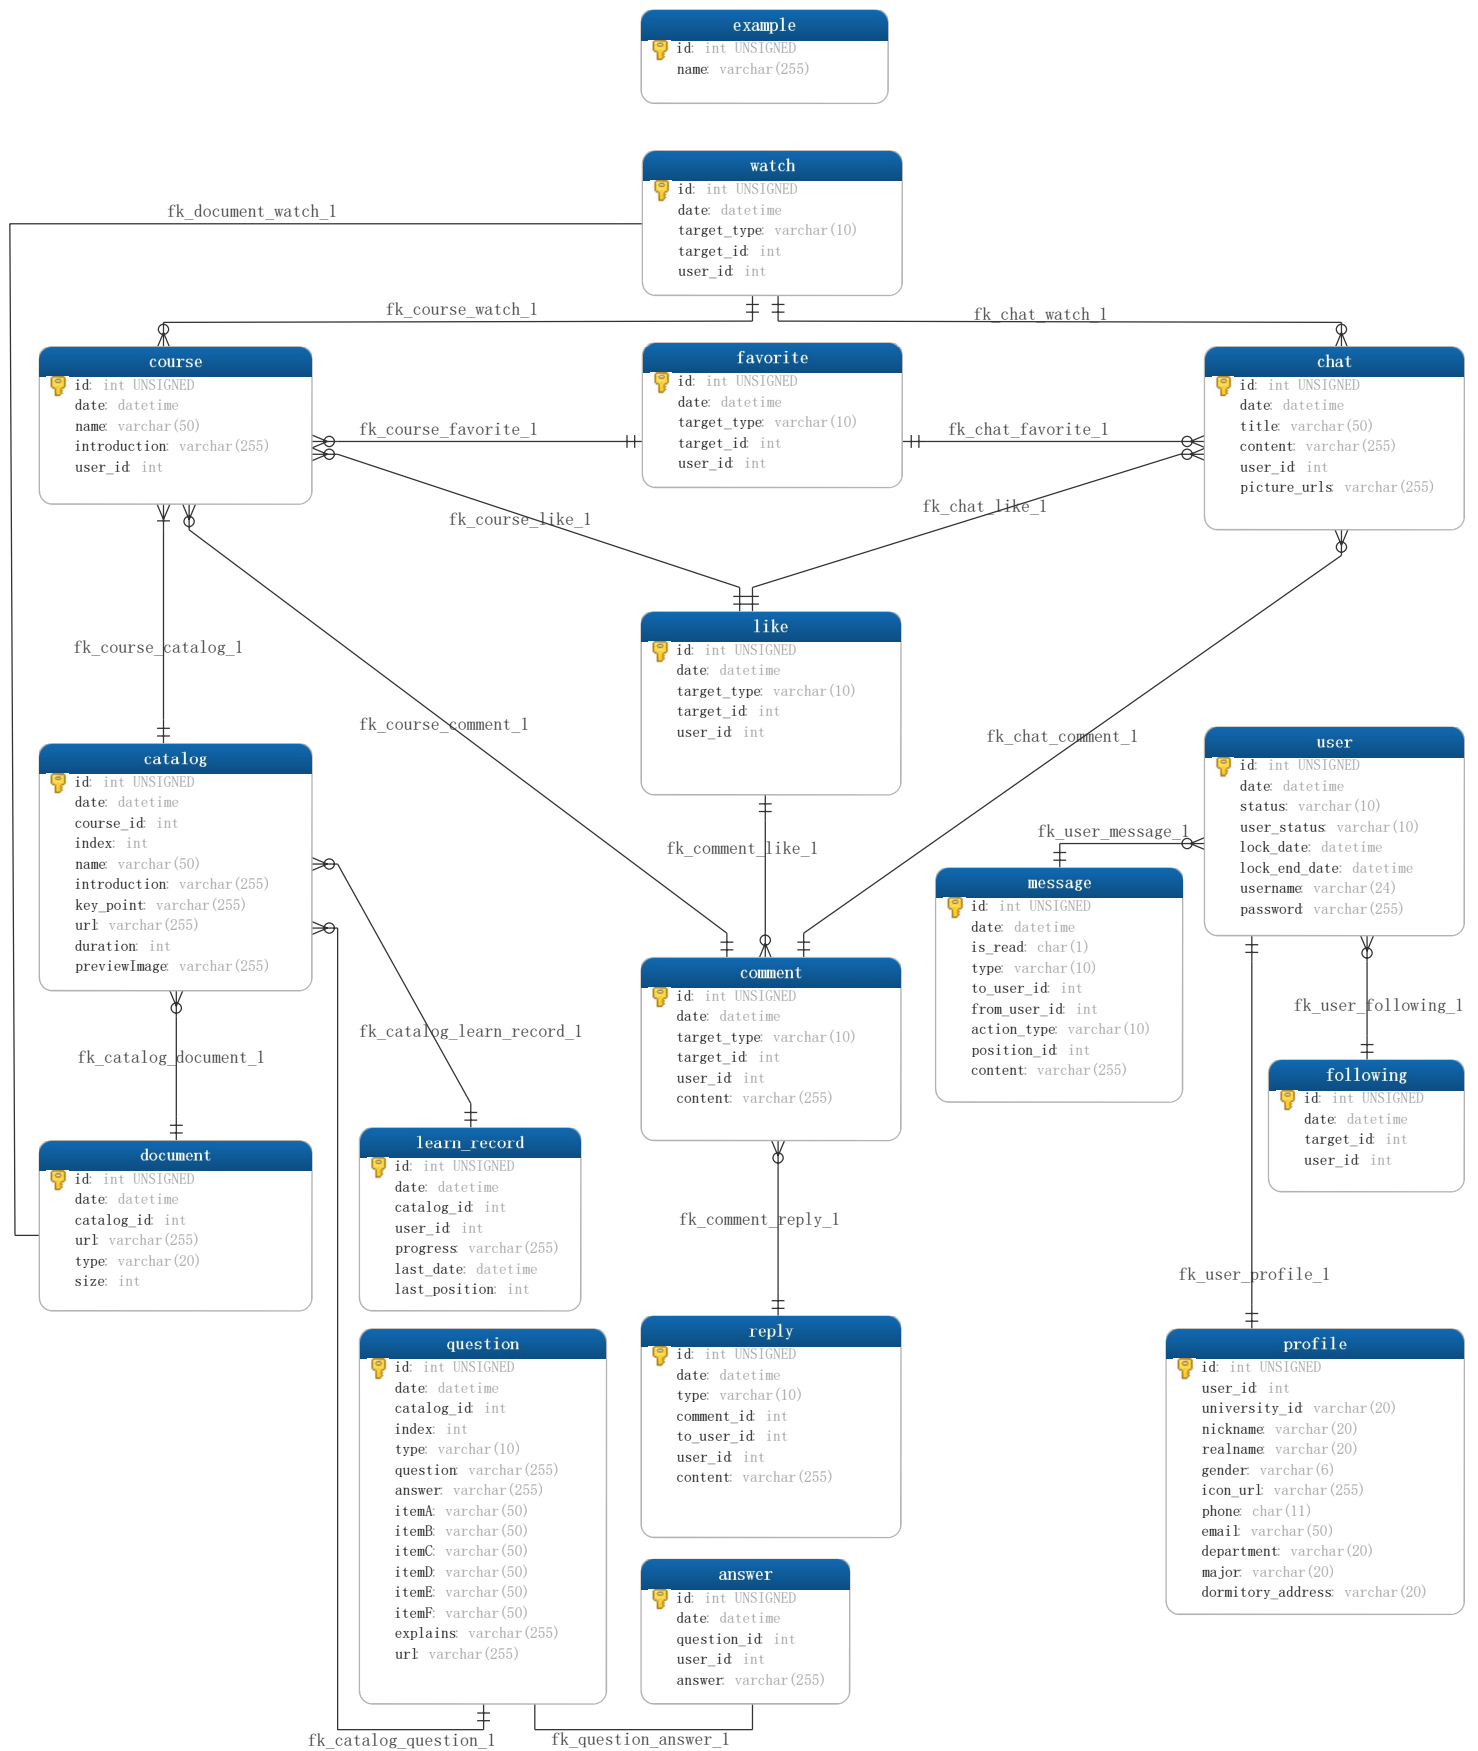 example
id: int UNSIGNED
name: varchar(255)
watch
id: int UNSIGNED
date: datetime
target_type: varchar(10)
target_id: int
user_id: int
fk_document_watch_1
fk_course_watch_1
fk_chat_watch_1
course
id: int UNSIGNED
date: datetime
name: varchar(50)
introduction: varchar(255)
user_id: int
fk_course_favorite_1
favorite
id: int UNSIGNED
date: datetime
target_type: varchar(10)
target_id: int
user_id: int
fk_chat_favorite_1
chat
id: int UNSIGNED
date: datetime
title: varchar(50)
content: varchar(255)
user_id: int
picture_urls: varchar(255)
fk_course_like_1
fk_chat_like_1
like
id: int UNSIGNED
date: datetime
target_type: varchar(10)
target_id: int
user_id: int
fk_course_catalog_1
fk_course_comment_1
fk_chat_comment_1
catalog
id: int UNSIGNED
date: datetime
course_id: int
index: int
name: varchar(50)
introduction: varchar(255)
key_point: varchar(255)
url: varchar(255)
duration: int
previewImage: varchar(255)
fk_comment_like_1
user
id: int UNSIGNED
date: datetime
status: varchar(10)
user_status: varchar(10)
lock_date: datetime
lock_end_date: datetime
username: varchar(24)
password: varchar(255)
fk_user_message_1
message
id: int UNSIGNED
date: datetime
is_read: char(1)
type: varchar(10)
to_user_id: int
from_user_id: int
action_type: varchar(10)
position_id: int
content: varchar(255)
comment
id: int UNSIGNED
date: datetime
target_type: varchar(10)
target_id: int
user_id: int
content: varchar(255)
fk_user_following_1
following
id: int UNSIGNED
date: datetime
target_id: int
user_id: int
fk_catalog_learn_record_1
fk_catalog_document_1
document
id: int UNSIGNED
date: datetime
catalog_id: int
url: varchar(255)
type: varchar(20)
size: int
learn_record
id: int UNSIGNED
date: datetime
catalog_id: int
user_id: int
progress: varchar(255)
last_date: datetime
last_position: int
fk_comment_reply_1
fk_user_profile_1
question
id: int UNSIGNED
date: datetime
catalog_id: int
index: int
type: varchar(10)
question: varchar(255)
answer: varchar(255)
itemA: varchar(50)
itemB: varchar(50)
itemC: varchar(50)
itemD: varchar(50)
itemE: varchar(50)
itemF: varchar(50)
explains: varchar(255)
url: varchar(255)
reply
id: int UNSIGNED
date: datetime
type: varchar(10)
comment_id: int
to_user_id: int
user_id: int
content: varchar(255)
profile
id: int UNSIGNED
user_id: int
university_id: varchar(20)
nickname: varchar(20)
realname: varchar(20)
gender: varchar(6)
icon_url: varchar(255)
phone: char(11)
email: varchar(50)
department: varchar(20)
major: varchar(20)
dormitory_address: varchar(20)
answer
id: int UNSIGNED
date: datetime
question_id: int
user_id: int
answer: varchar(255)
fk_catalog_question_1
fk_question_answer_1